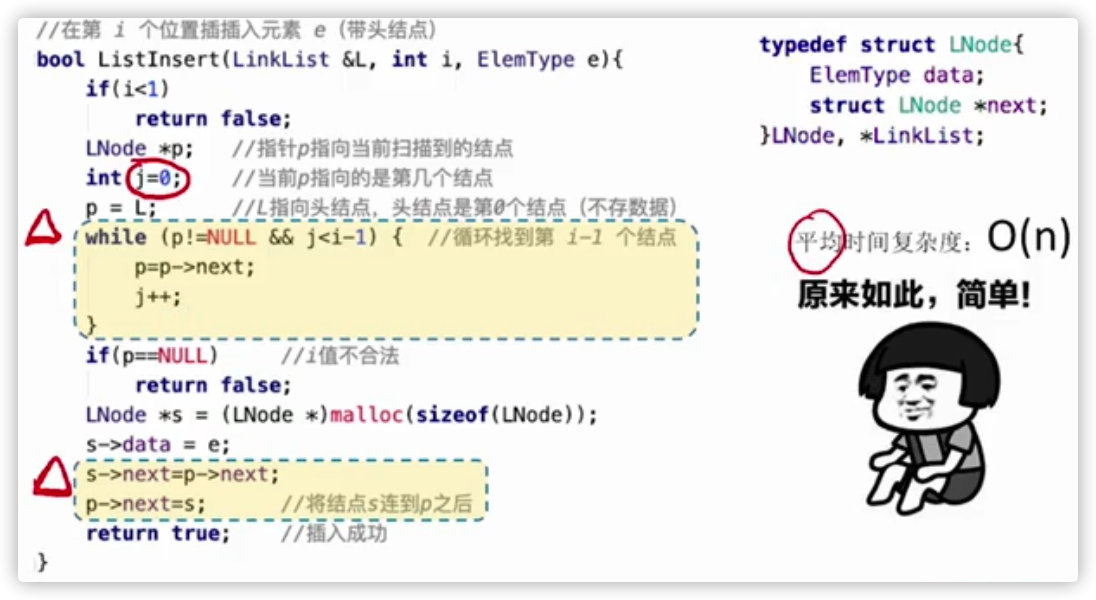 //在第 i 个位置插插入元素 e（带头结点）
bool ListInsert(LinkList &L, int i, ElemType e){
if(i<1)
return false;
LNode *p; //指针p指向当前扫描到的结点
int j=0; //当前p指向的是第几个结点
p = L; //L指向头结点，头结点是第0个结点（不存数据）
while (p!=NULL && j<i-1) { //循环找到第 i-1 个结点
p=p->next;
j++;
}
if(p==NULL) //i值不合法
return false;
LNode *s = (LNode *)malloc(sizeof(LNode));
s->data = e;
s->next=p->next;
p->next=s; //将结点s连到p之后
return true; //插入成功
}
typedef struct LNode{
ElemType data;
struct LNode *next;
}LNode, *LinkList;
平均时间复杂度：O(n)
原来如此，简单!